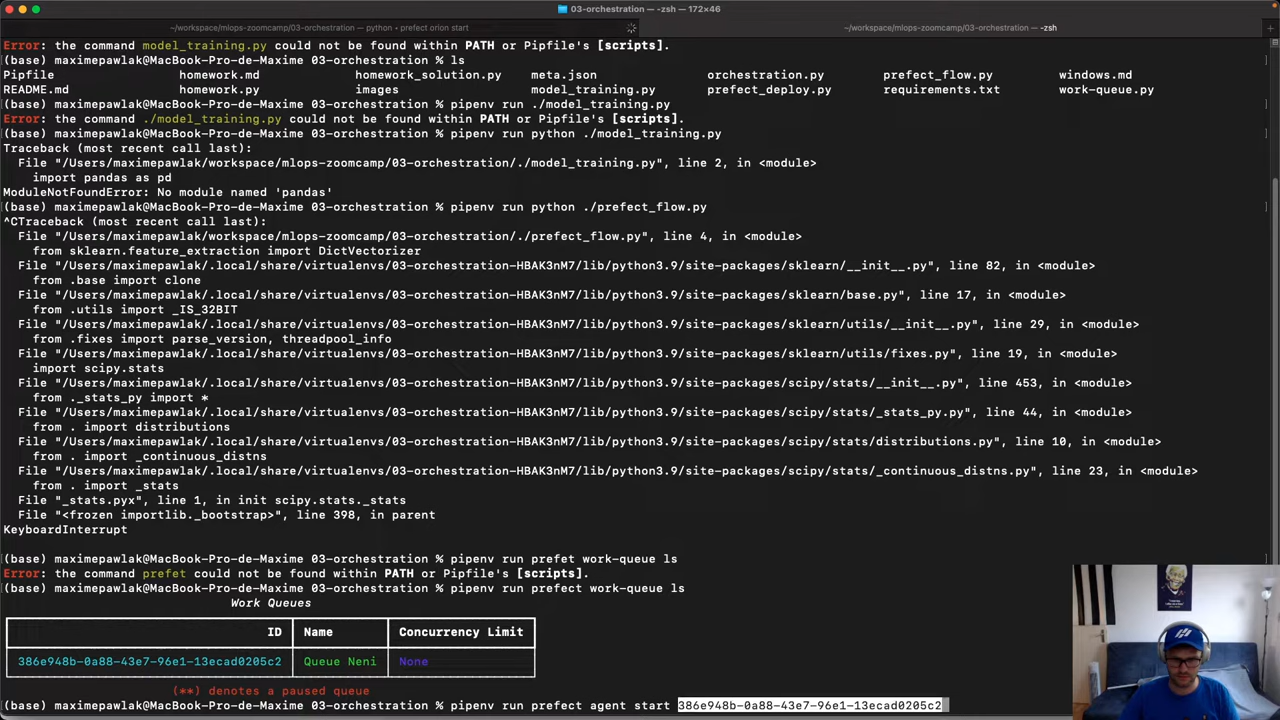 03-orchestration — -zsh — 172×46
~/workspace/mlops-zoomcamp/03-orchestration — python • prefect orion start
~/workspace/mlops-zoomcamp/03-orchestration — -zsh
Error: the command model_training.py could not be found within PATH or Pipfile's [scripts].
(base) maximepawlak@MacBook-Pro-de-Maxime 03-orchestration % ls
Pipfile homework.md homework_solution.py meta.json orchestration.py prefect_flow.py windows.md
README.md homework.py images model_training.py prefect_deploy.py requirements.txt work-queue.py
(base) maximepawlak@MacBook-Pro-de-Maxime 03-orchestration % pipenv run ./model_training.py
Error: the command ./model_training.py could not be found within PATH or Pipfile's [scripts].
(base) maximepawlak@MacBook-Pro-de-Maxime 03-orchestration % pipenv run python ./model_training.py
Traceback (most recent call last):
File "/Users/maximepawlak/workspace/mlops-zoomcamp/03-orchestration/./model_training.py", line 2, in <module>
import pandas as pd
ModuleNotFoundError: No module named 'pandas'
(base) maximepawlak@MacBook-Pro-de-Maxime 03-orchestration % pipenv run python ./prefect_flow.py
^CTraceback (most recent call last):
File "/Users/maximepawlak/workspace/mlops-zoomcamp/03-orchestration/./prefect_flow.py", line 4, in <module>
from sklearn.feature_extraction import DictVectorizer
File "/Users/maximepawlak/.local/share/virtualenvs/03-orchestration-HBAK3nM7/lib/python3.9/site-packages/sklearn/__init__.py", line 82, in <module>
from .base import clone
File "/Users/maximepawlak/.local/share/virtualenvs/03-orchestration-HBAK3nM7/lib/python3.9/site-packages/sklearn/base.py", line 17, in <module>
from .utils import _IS_32BIT
File "/Users/maximepawlak/.local/share/virtualenvs/03-orchestration-HBAK3nM7/lib/python3.9/site-packages/sklearn/utils/__init__.py", line 29, in <module>
from .fixes import parse_version, threadpool_info
File "/Users/maximepawlak/.local/share/virtualenvs/03-orchestration-HBAK3nM7/lib/python3.9/site-packages/sklearn/utils/fixes.py", line 19, in <module>
import scipy.stats
File "/Users/maximepawlak/.local/share/virtualenvs/03-orchestration-HBAK3nM7/lib/python3.9/site-packages/scipy/stats/__init__.py", line 453, in <module>
from ._stats_py import *
File "/Users/maximepawlak/.local/share/virtualenvs/03-orchestration-HBAK3nM7/lib/python3.9/site-packages/scipy/stats/_stats_py.py", line 44, in <module>
from . import distributions
File "/Users/maximepawlak/.local/share/virtualenvs/03-orchestration-HBAK3nM7/lib/python3.9/site-packages/scipy/stats/distributions.py", line 10, in <module>
from . import _continuous_distns
File "/Users/maximepawlak/.local/share/virtualenvs/03-orchestration-HBAK3nM7/lib/python3.9/site-packages/scipy/stats/_continuous_distns.py", line 23, in <module>
from . import _stats
File "_stats.pyx", line 1, in init scipy.stats._stats
File "<frozen importlib._bootstrap>", line 398, in parent
KeyboardInterrupt
(base) maximepawlak@MacBook-Pro-de-Maxime 03-orchestration % pipenv run prefet work-queue ls
Error: the command prefet could not be found within PATH or Pipfile's [scripts].
(base) maximepawlak@MacBook-Pro-de-Maxime 03-orchestration % pipenv run prefect work-queue ls
Work Queues
ID Name Concurrency Limit
386e948b-0a88-43e7-96e1-13ecad0205c2 Queue Neni None
(**) denotes a paused queue
(base) maximepawlak@MacBook-Pro-de-Maxime 03-orchestration % pipenv run prefect agent start 386e948b-0a88-43e7-96e1-13ecad0205c2